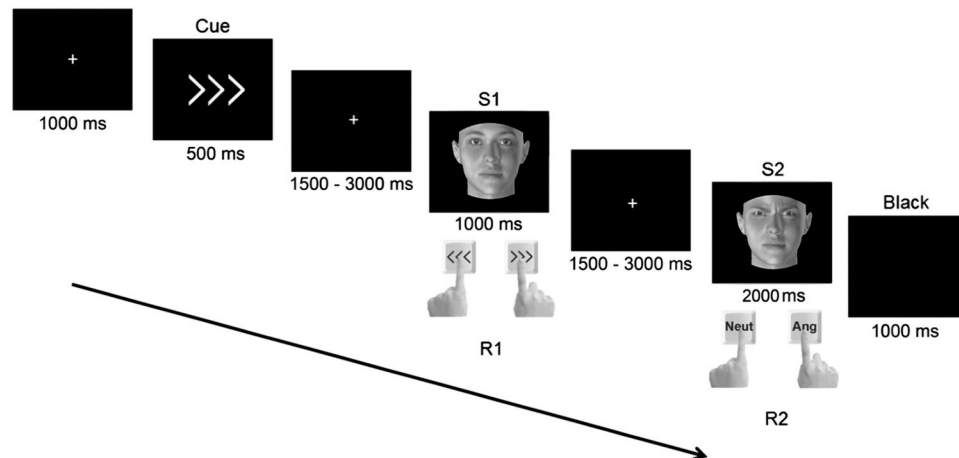 +
1000 ms
Cue
>>>
500 ms
+
1500 - 3000 ms
S1
1000 ms
<<< >>>
R1
+
1500 - 3000 ms
S2
2000 ms
Neut Ang
R2
Black
1000 ms